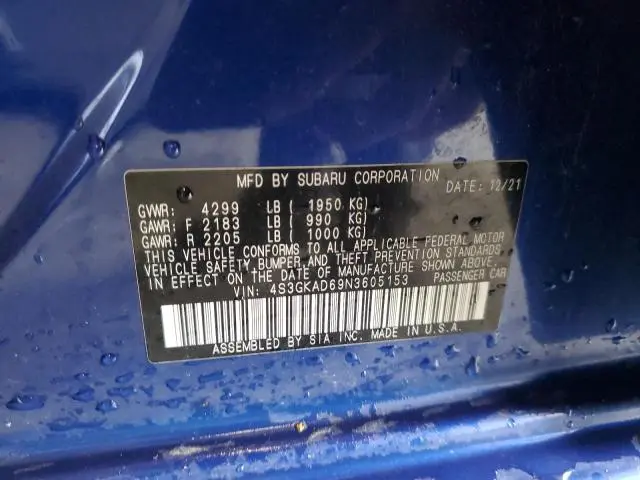 MFD BY SUBARU CORPORATION
DATE: 12/21
GVWR: 4299 LB ( 1950 KG)
GAWR: F 2183 LB ( 990 KG)
GAWR: R 2205 LB ( 1000 KG)
THIS VEHICLE CONFORMS TO ALL APPLICABLE FEDERAL MOTOR
VEHICLE SAFETY, BUMPER AND THEFT PREVENTION STANDARDS
IN EFFECT ON THE DATE OF MANUFACTURE SHOWN ABOVE.
VIN: 4S3GKAD69N3605153 PASSENGER CAR
ASSEMBLED BY SIA INC. MADE IN U.S.A.